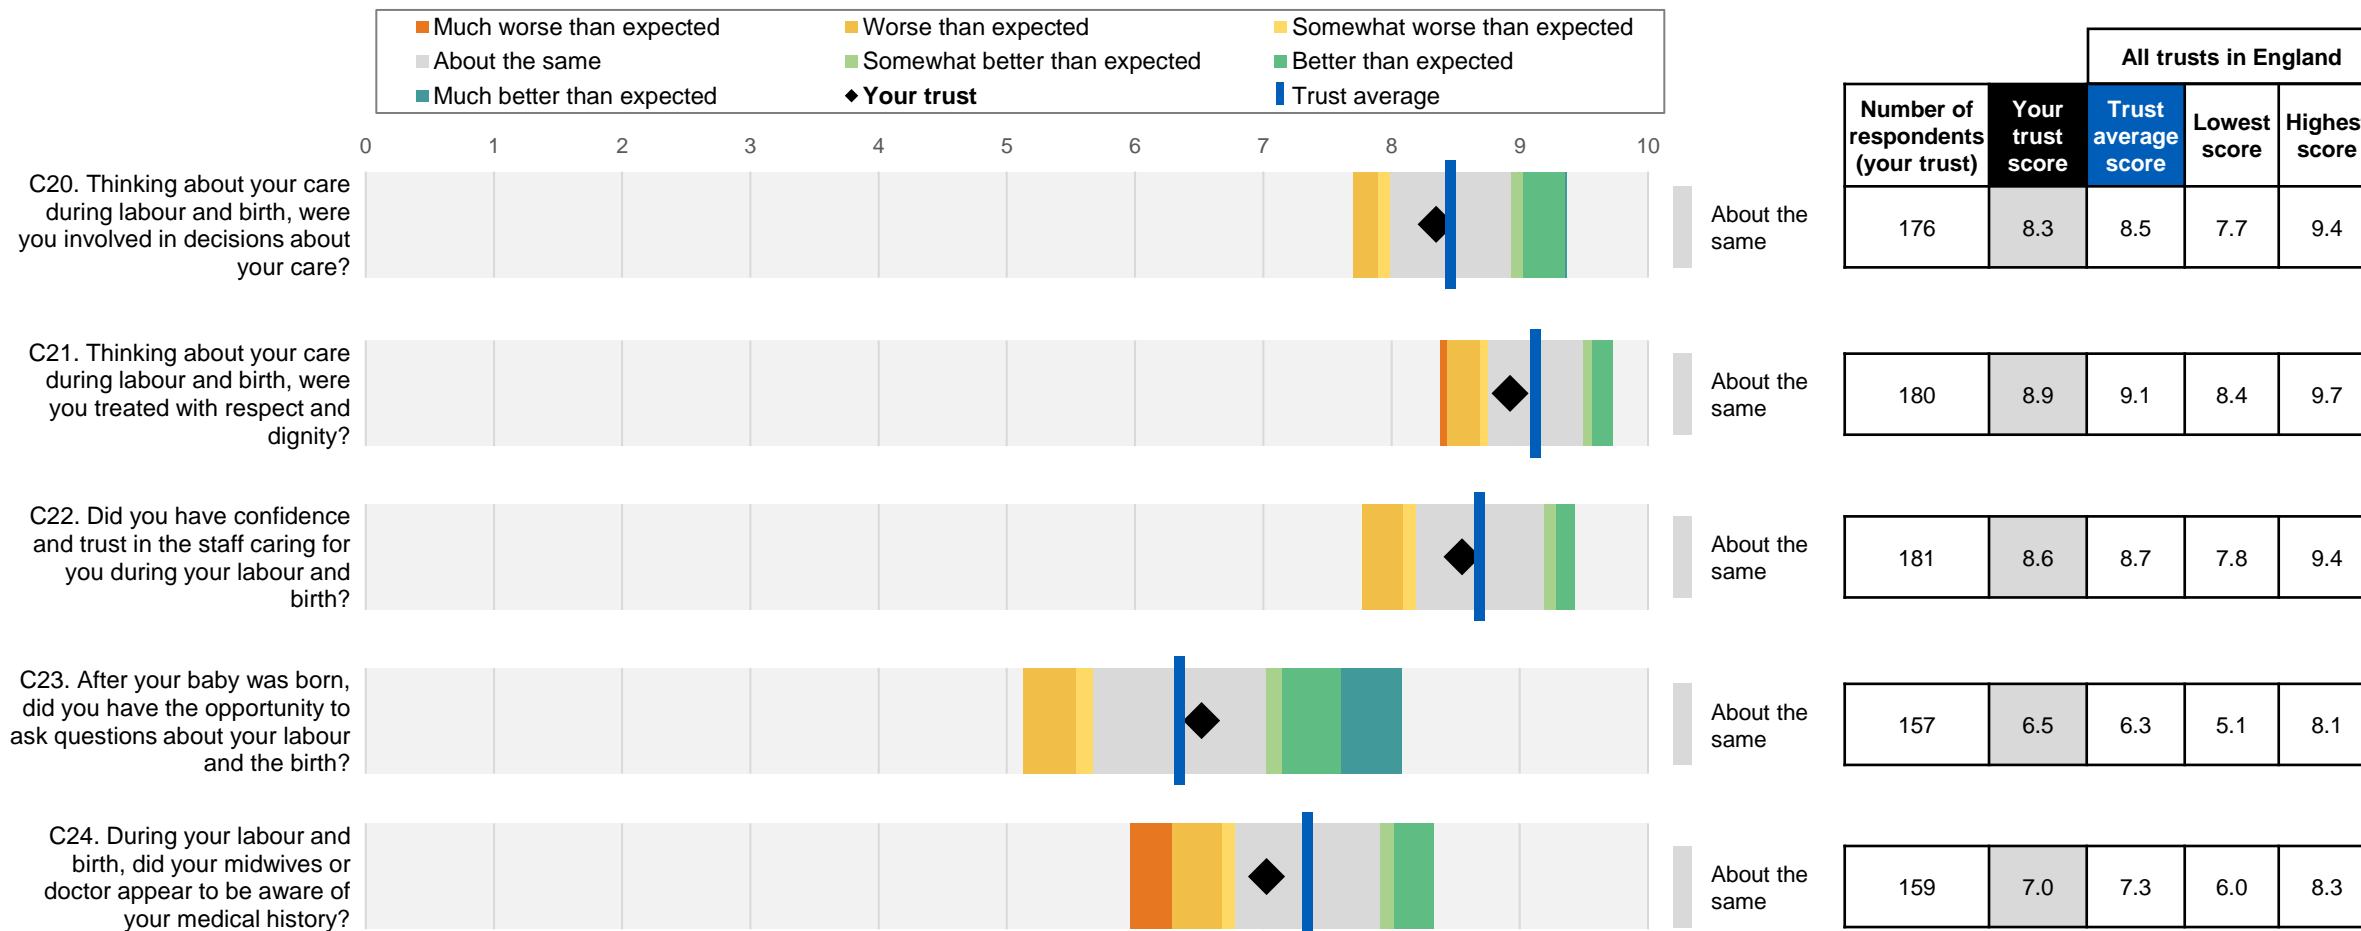 Much worse than expected
Worse than expected
Somewhat worse than expected
About the same
Somewhat better than expected
Better than expected
Much better than expected
Your trust
Trust average
All trusts in England
Number of
respondents
(your trust)
Your
trust
score
Trust
average
score
Lowest
score
Highest
score
0 1 2 3 4 5 6 7 8 9 10
C20. Thinking about your care
during labour and birth, were
you involved in decisions about
your care?
About the
same
176 8.3 8.5 7.7 9.4
C21. Thinking about your care
during labour and birth, were
you treated with respect and
dignity?
About the
same
180 8.9 9.1 8.4 9.7
C22. Did you have confidence
and trust in the staff caring for
you during your labour and
birth?
About the
same
181 8.6 8.7 7.8 9.4
C23. After your baby was born,
did you have the opportunity to
ask questions about your labour
and the birth?
About the
same
157 6.5 6.3 5.1 8.1
C24. During your labour and
birth, did your midwives or
doctor appear to be aware of
your medical history?
About the
same
159 7.0 7.3 6.0 8.3